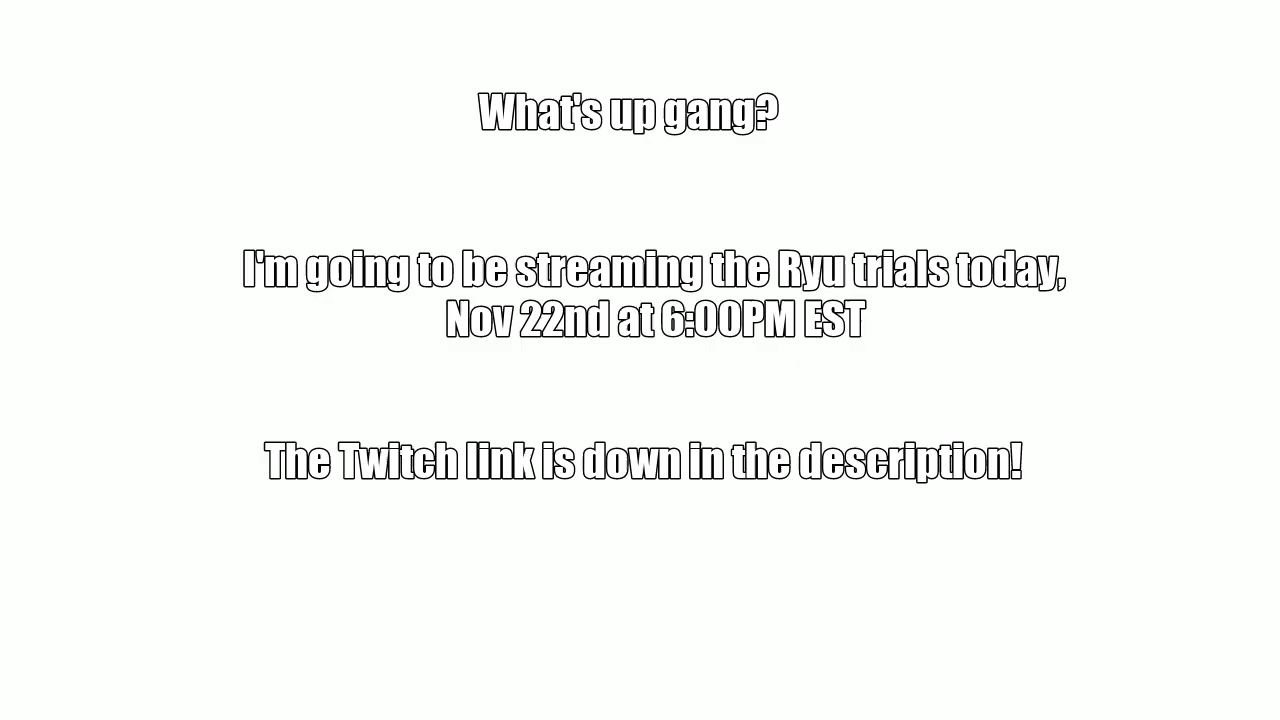 What's up gang?
I'm going to be streaming the Ryu trials today,
Nov 22nd at 6:00PM EST
The Twitch link is down in the description!